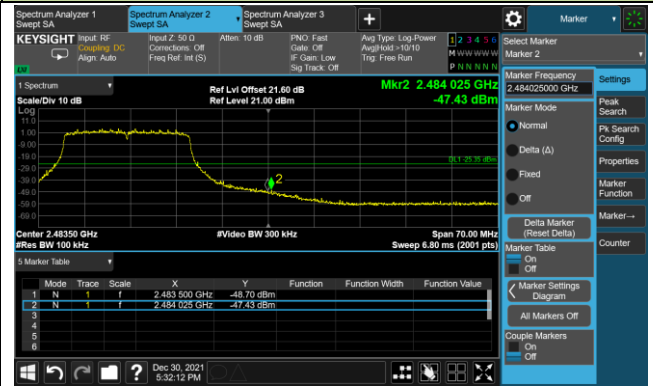 Spectrum Analyzer 1
Swept SA
Spectrum Analyzer 2
Swept SA
Spectrum Analyzer 3
Swept SA
Marker
KEYSIGHT
Input: RF
Coupling: DC
Align: Auto
Input Z: 50 Ω
Corrections: Off
Freq Ref: Int (S)
Atten: 10 dB
PNO: Fast
Gate: Off
IF Gain: Low
Sig Track: Off
Avg Type: Log-Power
Avg|Hold:>10/10
Trig: Free Run
1 2 3 4 5 6
M W W W W W
P N N N N N
LXI
Select Marker
Marker 2
1 Spectrum
Scale/Div 10 dB
Log
Ref Lvl Offset 21.60 dB
Ref Level 21.00 dBm
Mkr2 2.484 025 GHz
-47.43 dBm
11.0
1.00
-9.00
-19.0
-29.0
-39.0
-49.0
-59.0
-69.0
DL1 -25.35 dBm
2
Center 2.48350 GHz
#Res BW 100 kHz
#Video BW 300 kHz
Span 70.00 MHz
Sweep 6.80 ms (2001 pts)
5 Marker Table
Mode Trace Scale X Y Function Function Width Function Value
1 N 1 f 2.483 500 GHz -48.70 dBm
2 N 1 f 2.484 025 GHz -47.43 dBm
3
4
5
6
Marker Frequency
2.484025000 GHz
Marker Mode
Normal
Delta (Δ)
Fixed
Off
Delta Marker
(Reset Delta)
Marker Table
On
Off
Marker Settings
Diagram
All Markers Off
Couple Markers
On
Off
Settings
Peak
Search
Pk Search
Config
Properties
Marker
Function
Marker→
Counter
?
Dec 30, 2021
5:32:12 PM